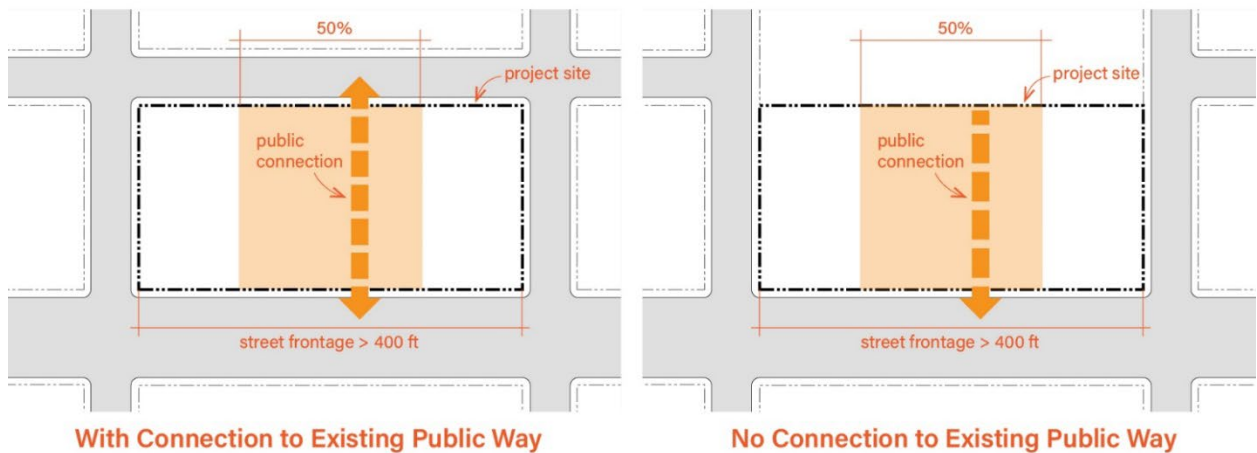 50%
project site
public
connection
street frontage > 400 ft
With Connection to Existing Public Way
50%
project site
public
connection
street frontage > 400 ft
No Connection to Existing Public Way